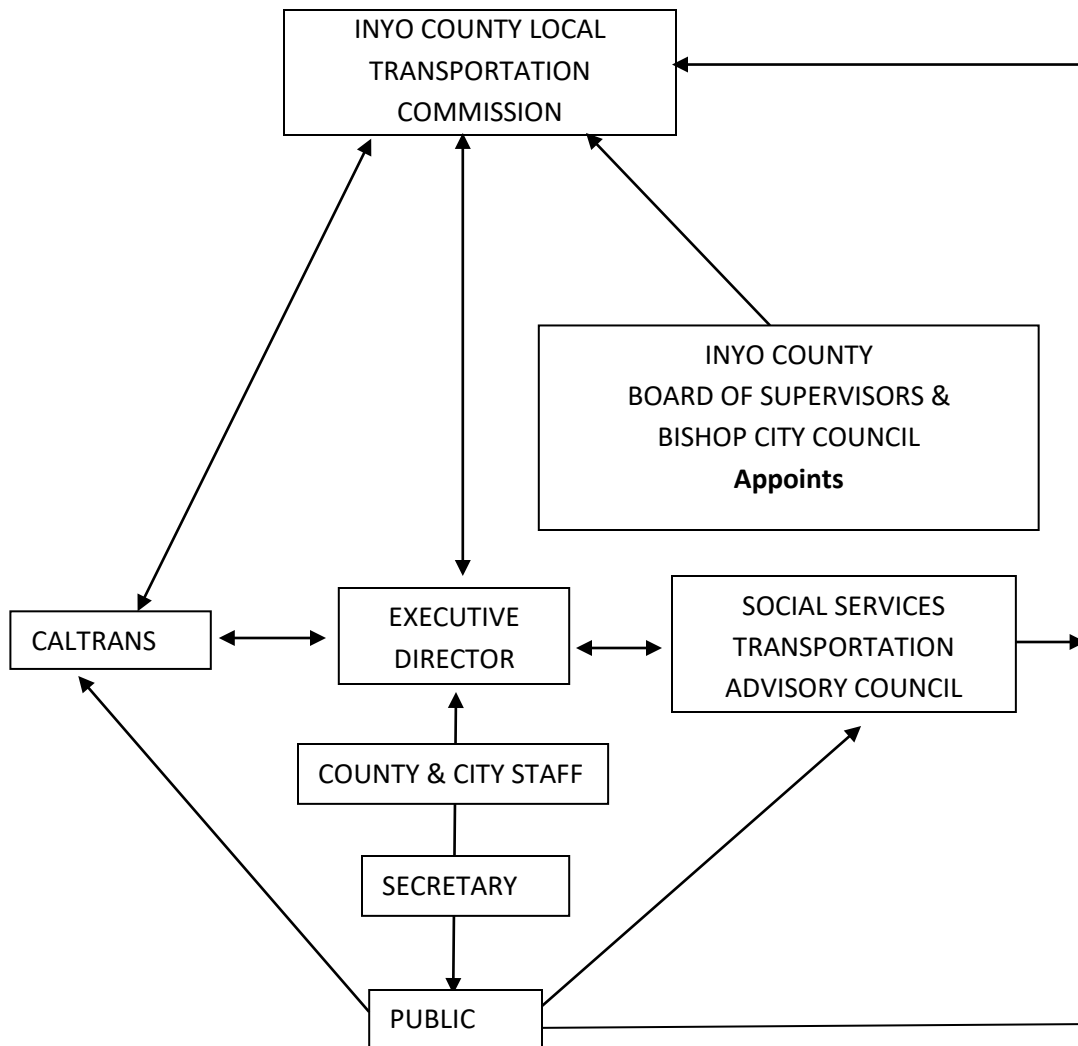 INYO COUNTY LOCAL
TRANSPORTATION
COMMISSION
INYO COUNTY
BOARD OF SUPERVISORS &
BISHOP CITY COUNCIL
Appoints
CALTRANS
EXECUTIVE
DIRECTOR
SOCIAL SERVICES
TRANSPORTATION
ADVISORY COUNCIL
COUNTY & CITY STAFF
SECRETARY
PUBLIC